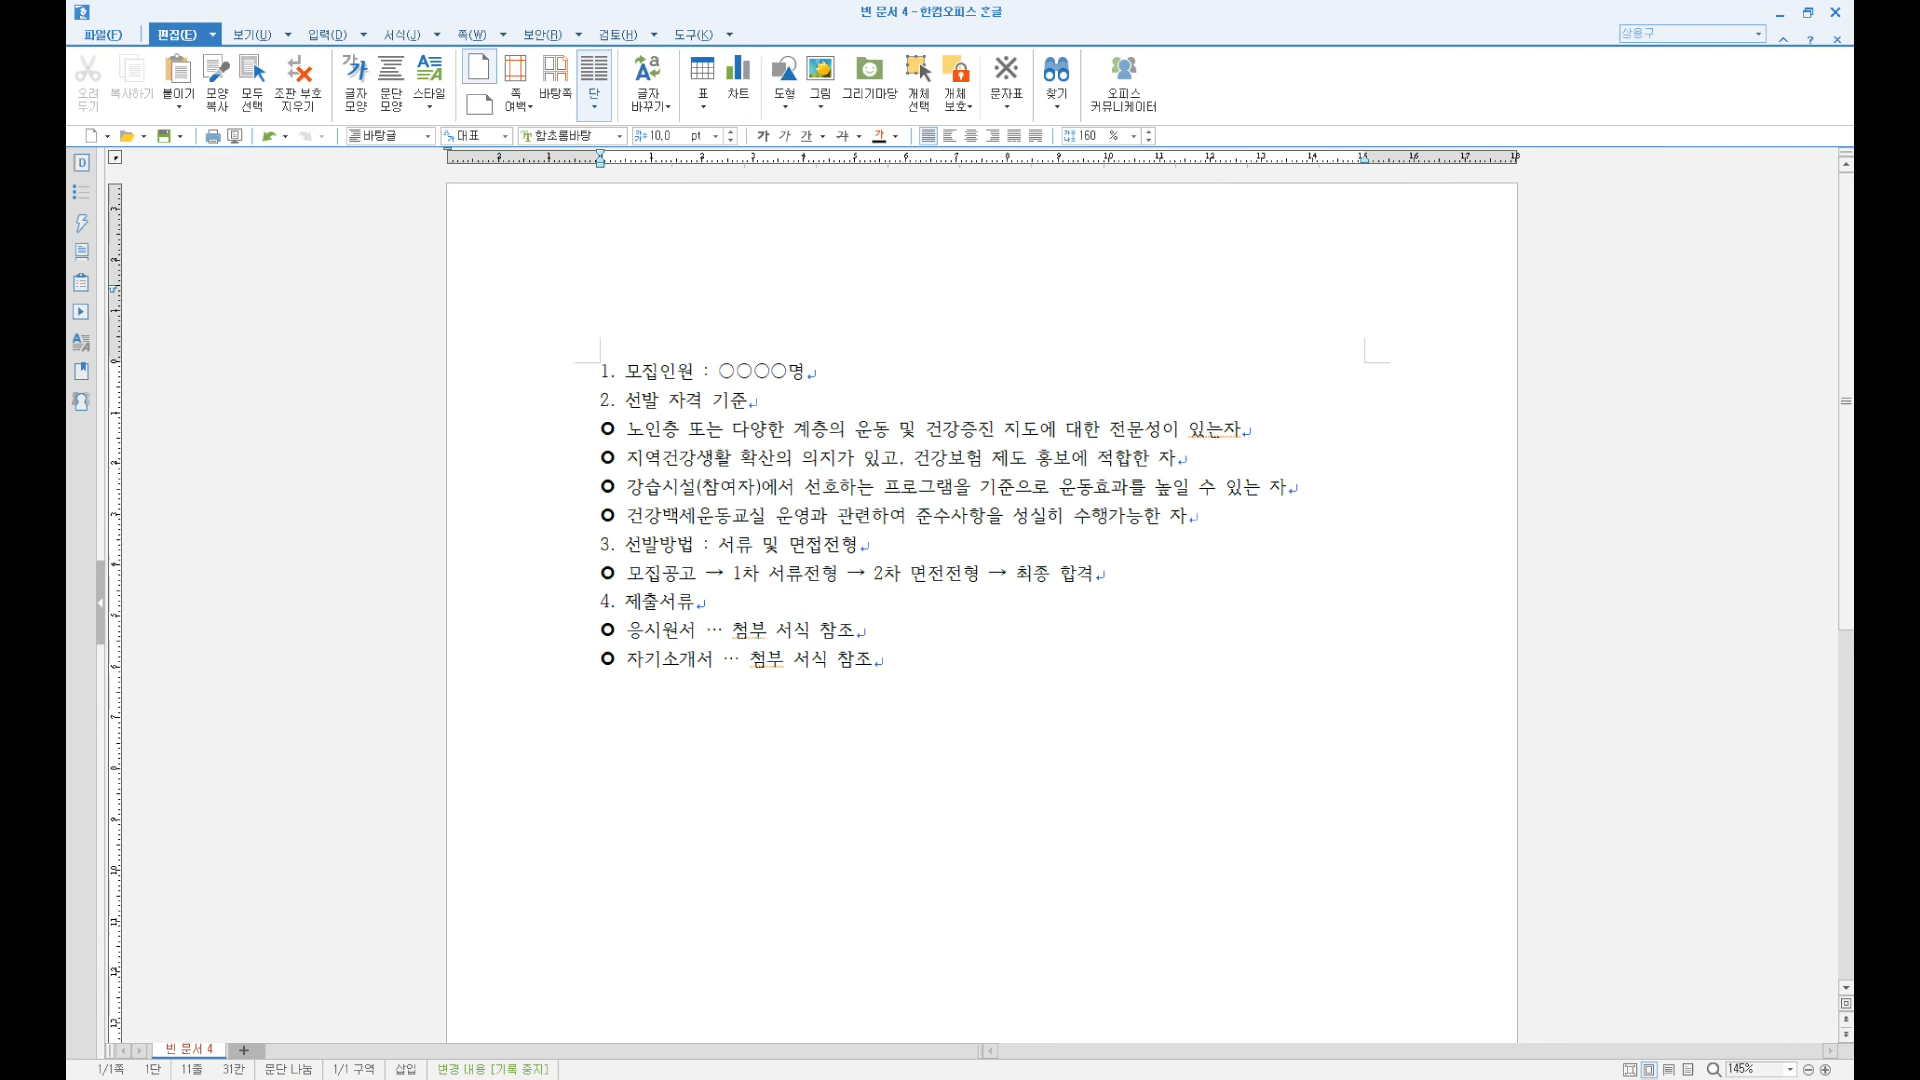 빈 문서 4 - 한컴오피스 흔글
파일(F) 편집(E) 보기(U) 입력(D) 서식(J) 쪽(W) 보안(R) 검토(H) 도구(K) 상용구
오려 두기 복사하기 붙이기 모양 복사 모두 선택 조판 부호 지우기 글자 모양 문단 모양 스타일 쪽 여백 바탕쪽 단 글자 바꾸기 표 차트 도형 그림 그리기마당 개체 선택 개체 보호 문자표 찾기 오피스 커뮤니케이터
바탕글 대표 함초롬바탕 10,0 pt 가 가 가 가 가 160 %
1. 모집인원 : ○○○○명
2. 선발 자격 기준
O 노인층 또는 다양한 계층의 운동 및 건강증진 지도에 대한 전문성이 있는자
O 지역건강생활 확산의 의지가 있고, 건강보험 제도 홍보에 적합한 자
O 강습시설(참여자)에서 선호하는 프로그램을 기준으로 운동효과를 높일 수 있는 자
O 건강백세운동교실 운영과 관련하여 준수사항을 성실히 수행가능한 자
3. 선발방법 : 서류 및 면접전형
O 모집공고 → 1차 서류전형 → 2차 면전전형 → 최종 합격
4. 제출서류
O 응시원서 … 첨부 서식 참조
O 자기소개서 … 첨부 서식 참조
빈 문서 4
1/1쪽 1단 11줄 31칸 문단 나눔 1/1 구역 삽입 변경 내용 [기록 중지] 145%